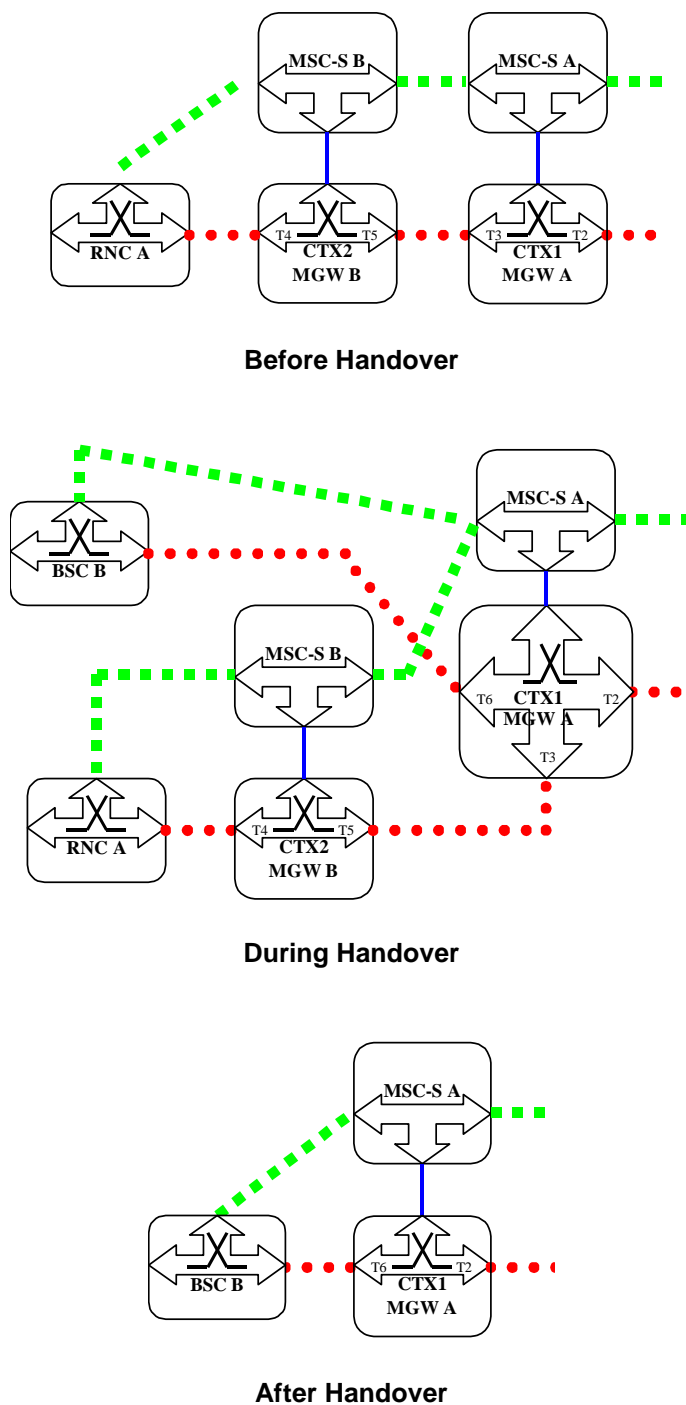 MSC-S B
MSC-S A
RNC A
T4
T5
CTX2
MGW B
T3
T2
CTX1
MGW A
Before Handover
MSC-S A
BSC B
MSC-S B
T6
CTX1
T2
MGW A
T3
RNC A
T4
T5
CTX2
MGW B
During Handover
MSC-S A
BSC B
T6
T2
CTX1
MGW A
After Handover